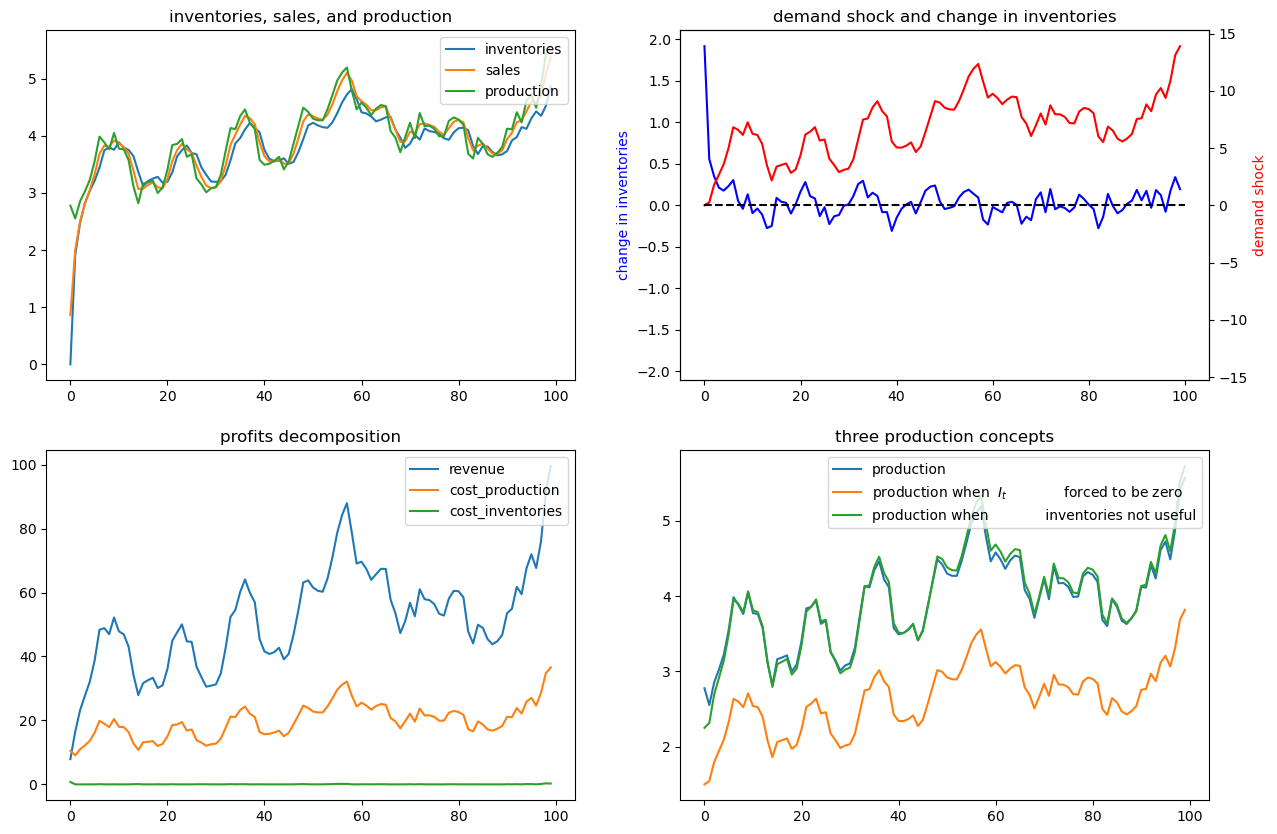 inventories, sales, and production
inventories
sales
production
5
4
3
2
1
0
0 20 40 60 80 100
demand shock and change in inventories
change in inventories
2.0
1.5
1.0
0.5
0.0
−0.5
−1.0
−1.5
−2.0
15
10
5
0
−5
−10
−15
demand shock
0 20 40 60 80 100
profits decomposition
revenue
cost_production
cost_inventories
100
80
60
40
20
0
0 20 40 60 80 100
three production concepts
production
production when I_t forced to be zero
production when inventories not useful
5
4
3
2
0 20 40 60 80 100